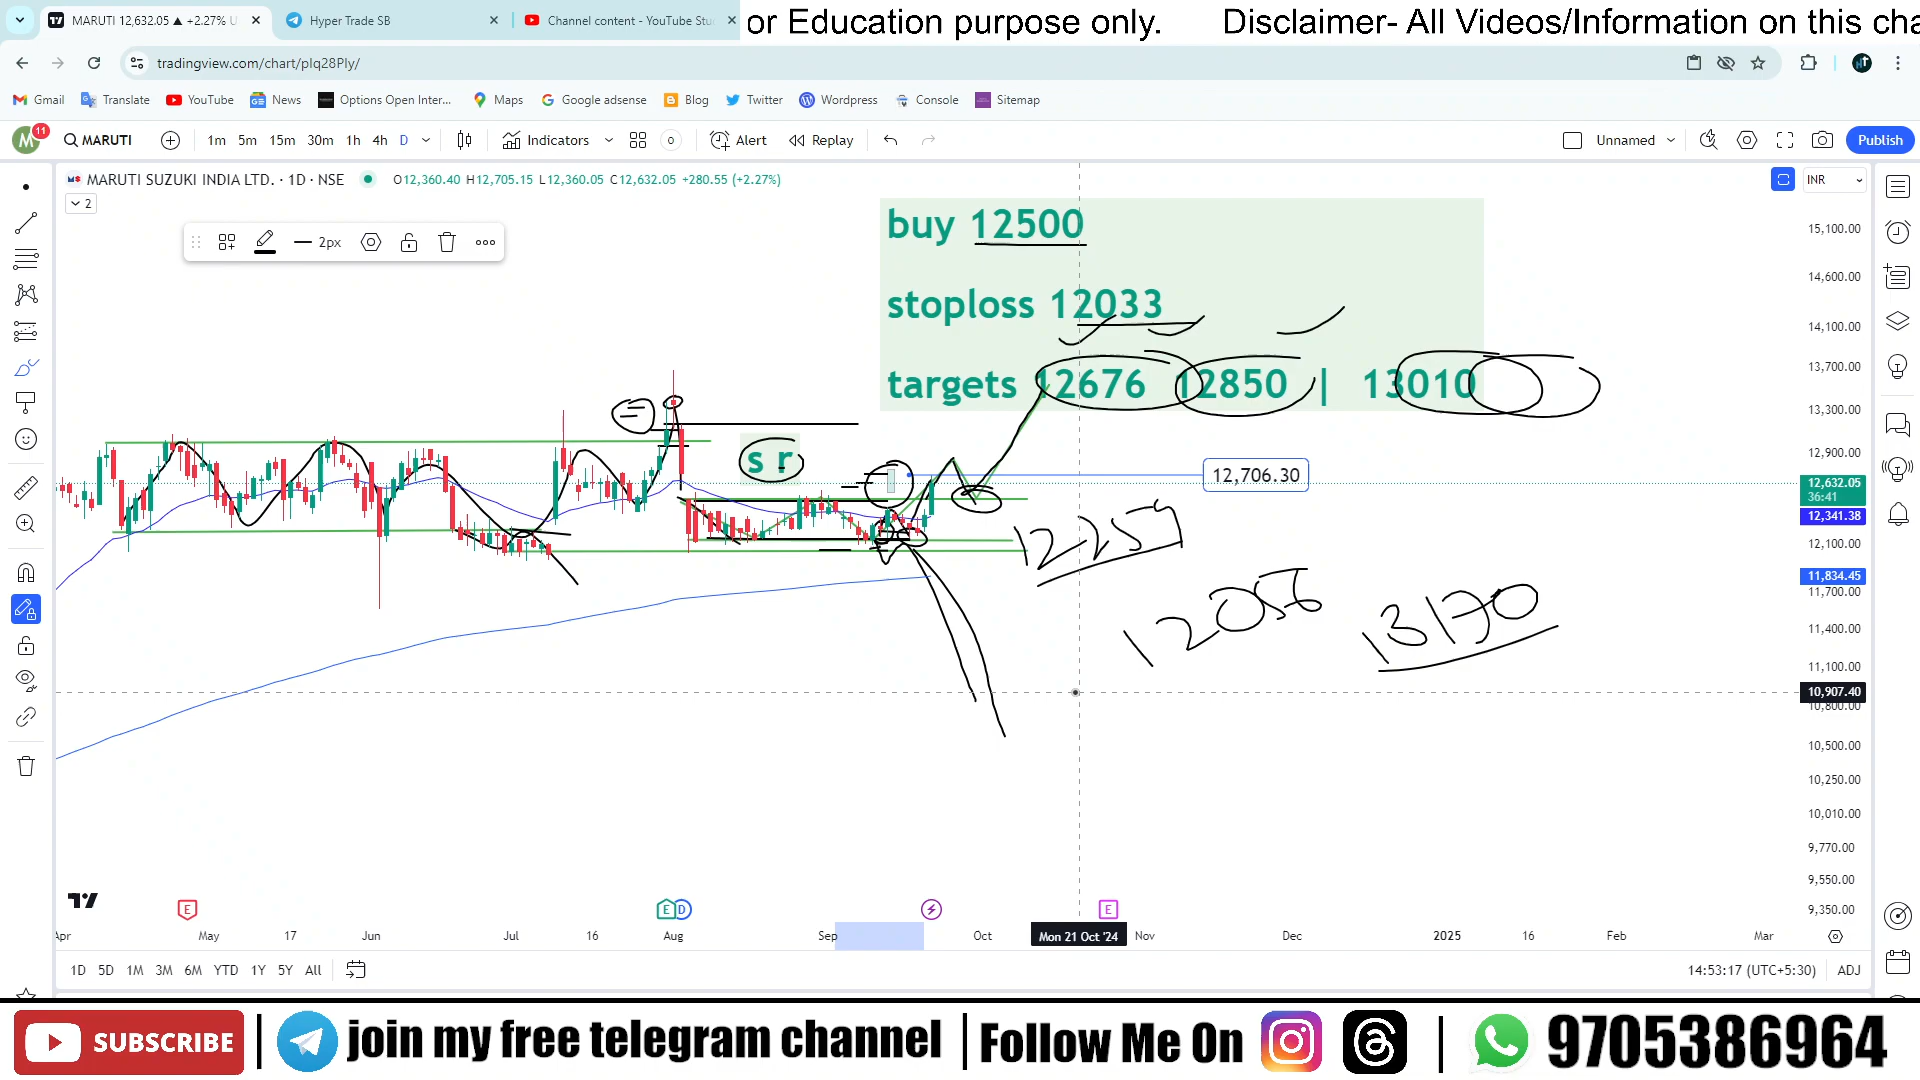 MARUTI 12,632.05 ▲ +2.27% U
Hyper Trade SB
Channel content - YouTube Stu
or Education purpose only. Disclaimer- All Videos/Information on this cha
tradingview.com/chart/pIq28Ply/
Gmail Translate YouTube News Options Open Inter... Maps Google adsense Blog Twitter Wordpress Console Sitemap
M 11 MARUTI 1m 5m 15m 30m 1h 4h D Indicators Alert Replay Unnamed Publish
MARUTI SUZUKI INDIA LTD. · 1D · NSE O12,360.40 H12,705.15 L12,360.05 C12,632.05 +280.55 (+2.27%) INR
2
2px
buy 12500
stoploss 12033
targets 12676 12850 | 13010
s r
12,706.30
12259
12056
13170
15,100.00
14,600.00
14,100.00
13,700.00
13,300.00
12,900.00
12,632.05
36:41
12,341.38
12,100.00
11,834.45
11,700.00
11,400.00
11,100.00
10,907.40
10,800.00
10,500.00
10,250.00
10,010.00
9,770.00
9,550.00
9,350.00
E E D E
Apr May 17 Jun Jul 16 Aug Sep Oct Mon 21 Oct '24 Nov Dec 2025 16 Feb Mar
1D 5D 1M 3M 6M YTD 1Y 5Y All 14:53:17 (UTC+5:30) ADJ
SUBSCRIBE | join my free telegram channel | Follow Me On | 9705386964